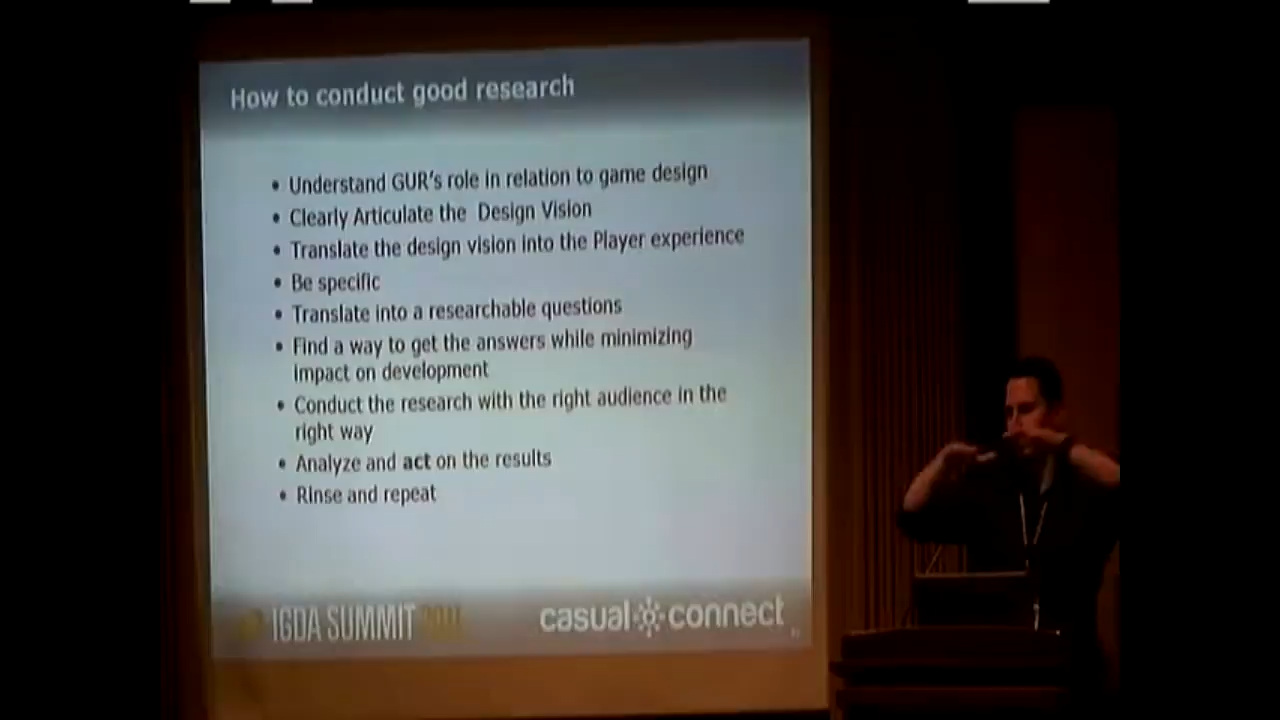 How to conduct good research
• Understand GUR's role in relation to game design
• Clearly Articulate the Design Vision
• Translate the design vision into the Player experience
• Be specific
• Translate into a researchable questions
• Find a way to get the answers while minimizing
impact on development
• Conduct the research with the right audience in the
right way
• Analyze and act on the results
• Rinse and repeat
IGDA SUMMIT
casual connect